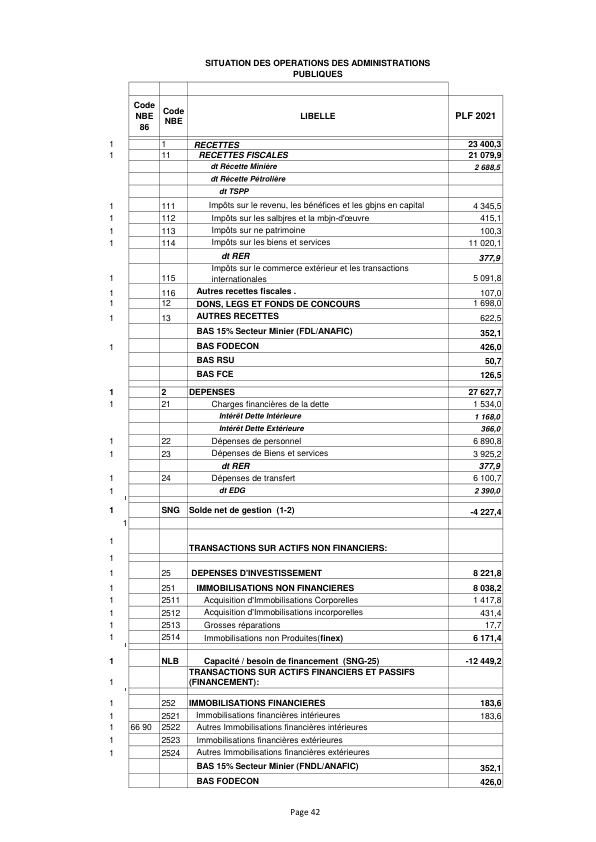 SITUATION DES OPERATIONS DES ADMINISTRATIONS
PUBLIQUES
Code NBE 86 Code NBE LIBELLE PLF 2021
1 1 RECETTES 23 400,3
1 11 RECETTES FISCALES 21 079,9
dt Récette Minière 2 688,5
dt Récette Pétrolière
dt TSPP
1 111 Impôts sur le revenu, les bénéfices et les gbjns en capital 4 345,5
1 112 Impôts sur les salbjres et la mbjn-d'œuvre 415,1
1 113 Impôts sur ne patrimoine 100,3
1 114 Impôts sur les biens et services 11 020,1
dt RER 377,9
Impôts sur le commerce extérieur et les transactions
1 115 internationales 5 091,8
1 116 Autres recettes fiscales . 107,0
1 12 DONS, LEGS ET FONDS DE CONCOURS 1 698,0
1 13 AUTRES RECETTES 622,5
BAS 15% Secteur Minier (FDL/ANAFIC) 352,1
1 BAS FODECON 426,0
BAS RSU 50,7
BAS FCE 126,5
1 2 DEPENSES 27 627,7
1 21 Charges financières de la dette 1 534,0
Intérêt Dette Intérieure 1 168,0
Intérêt Dette Extérieure 366,0
1 22 Dépenses de personnel 6 890,8
1 23 Dépenses de Biens et services 3 925,2
dt RER 377,9
1 24 Dépenses de transfert 6 100,7
1 dt EDG 2 390,0
1
1 SNG Solde net de gestion (1-2) -4 227,4
1
1
TRANSACTIONS SUR ACTIFS NON FINANCIERS:
1
1 25 DEPENSES D'INVESTISSEMENT 8 221,8
1 251 IMMOBILISATIONS NON FINANCIERES 8 038,2
1 2511 Acquisition d'Immobilisations Corporelles 1 417,8
1 2512 Acquisition d'Immobilisations incorporelles 431,4
1 2513 Grosses réparations 17,7
1 2514 Immobilisations non Produites(finex) 6 171,4
1
1 NLB Capacité / besoin de financement (SNG-25) -12 449,2
TRANSACTIONS SUR ACTIFS FINANCIERS ET PASSIFS
1 (FINANCEMENT):
1
1 252 IMMOBILISATIONS FINANCIERES 183,6
1 2521 Immobilisations financières intérieures 183,6
1 66 90 2522 Autres Immobilisations financières intérieures
1 2523 Immobilisations financières extérieures
1 2524 Autres Immobilisations financières extérieures
BAS 15% Secteur Minier (FNDL/ANAFIC) 352,1
BAS FODECON 426,0
Page 42